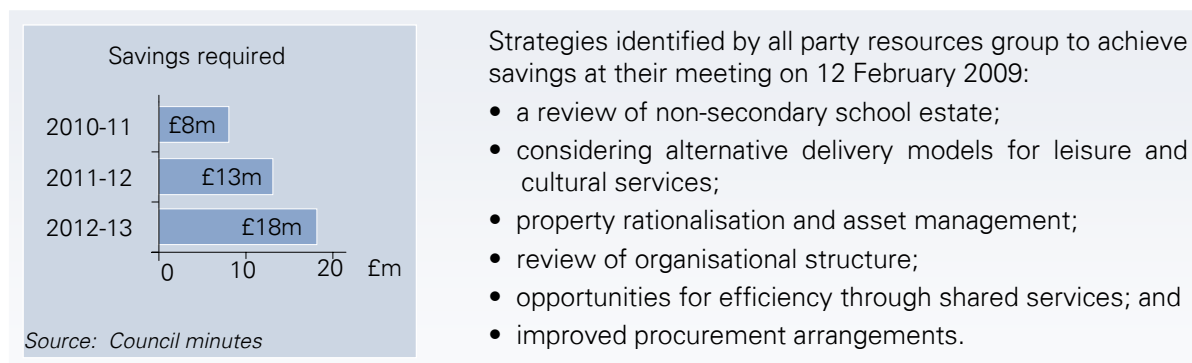 Savings required
2010-11
£8m
2011-12
£13m
2012-13
£18m
0 10 20 £m
Source: Council minutes
Strategies identified by all party resources group to achieve
savings at their meeting on 12 February 2009:
• a review of non-secondary school estate;
• considering alternative delivery models for leisure and
cultural services;
• property rationalisation and asset management;
• review of organisational structure;
• opportunities for efficiency through shared services; and
• improved procurement arrangements.